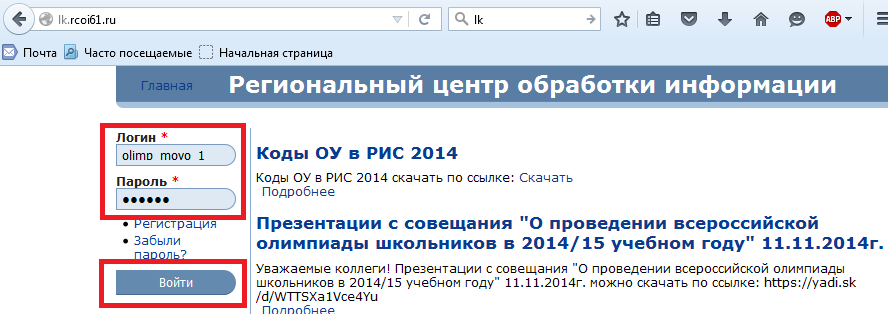 lk.rcoi61.ru
lk
ABP
Почта Часто посещаемые Начальная страница
Главная
Региональный центр обработки информации
Логин *
olimp_movo_1
Пароль *
••••••
• Регистрация
• Забыли
пароль?
Войти
Коды ОУ в РИС 2014
Коды ОУ в РИС 2014 скачать по ссылке: Скачать
Подробнее
Презентации с совещания "О проведении всероссийской
олимпиады школьников в 2014/15 учебном году" 11.11.2014г.
Уважаемые коллеги! Презентации с совещания "О проведении всероссийской олимпиады
школьников в 2014/15 учебном году" 11.11.2014г. можно скачать по ссылке: https://yadi.sk
/d/WTTSXa1Vce4Yu
Подробнее